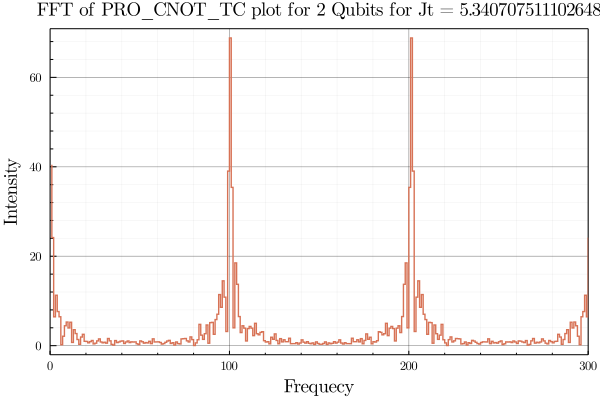 FFT of PRO_CNOT_TC plot for 2 Qubits for Jt = 5.340707511102648
Intensity
60
40
20
0
0 100 200 300
Frequecy